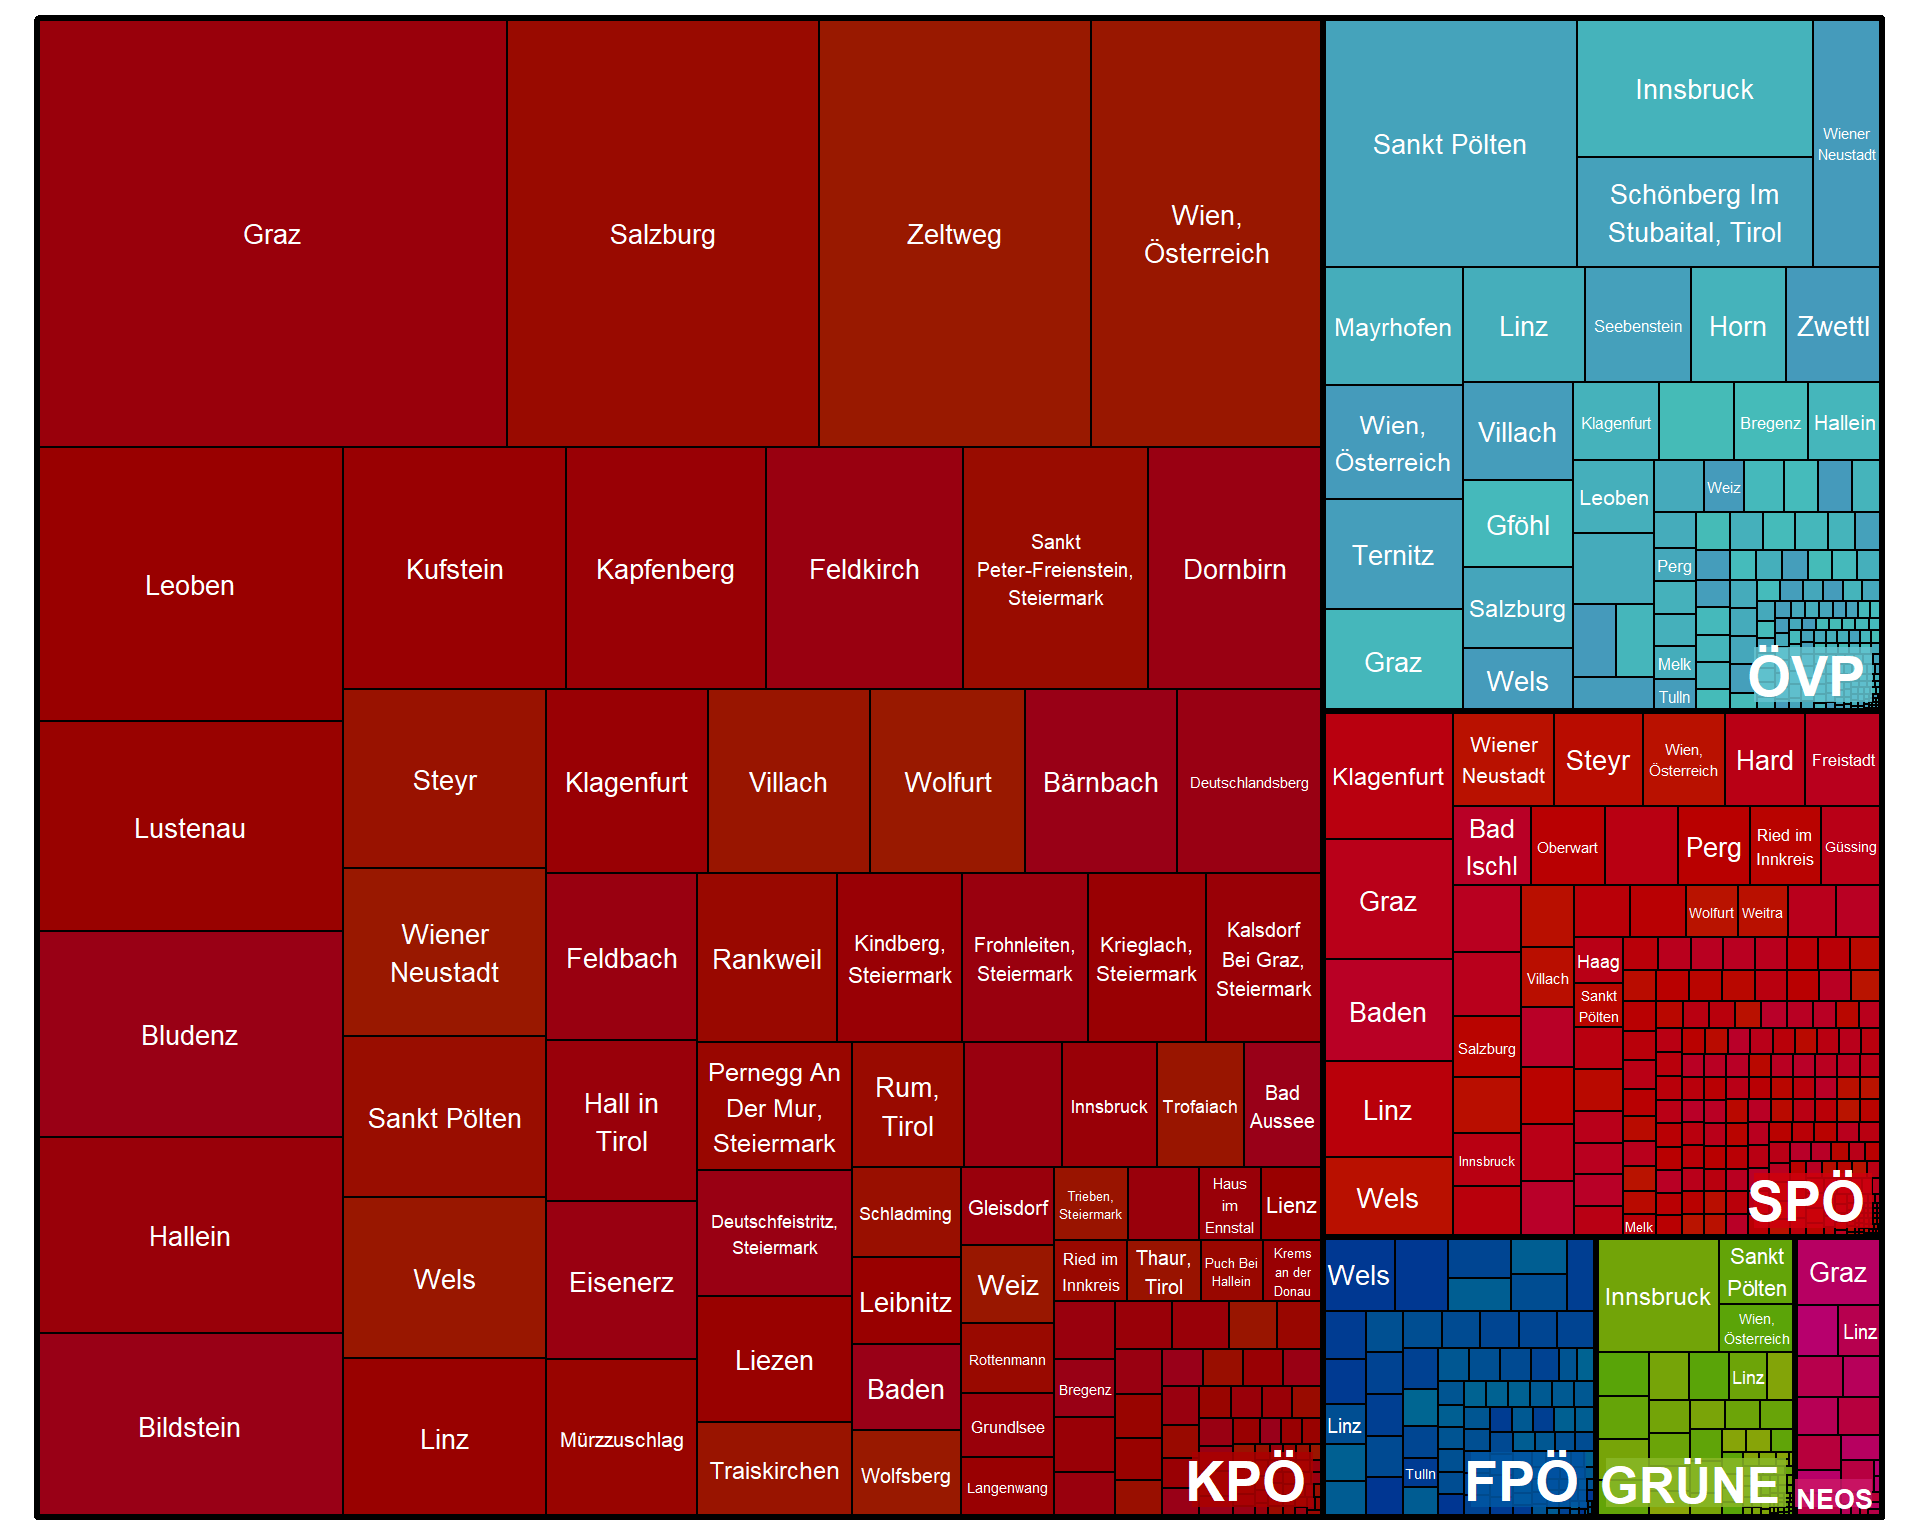 Graz
Salzburg
Zeltweg
Wien,
Österreich
Leoben
Kufstein
Kapfenberg
Feldkirch
Sankt
Peter-Freienstein,
Steiermark
Dornbirn
Lustenau
Steyr
Klagenfurt
Villach
Wolfurt
Bärnbach
Deutschlandsberg
Bludenz
Wiener
Neustadt
Feldbach
Rankweil
Kindberg,
Steiermark
Frohnleiten,
Steiermark
Krieglach,
Steiermark
Kalsdorf
Bei Graz,
Steiermark
Hallein
Sankt Pölten
Hall in
Tirol
Pernegg An
Der Mur,
Steiermark
Rum,
Tirol
Innsbruck
Trofaiach
Bad
Aussee
Bildstein
Wels
Eisenerz
Deutschfeistritz,
Steiermark
Schladming
Gleisdorf
Trieben,
Steiermark
Haus
im
Ennstal
Lienz
Linz
Mürzzuschlag
Liezen
Leibnitz
Weiz
Ried im
Innkreis
Thaur,
Tirol
Puch Bei
Hallein
Krems
an der
Donau
Traiskirchen
Baden
Wolfsberg
Rottenmann
Grundlsee
Langenwang
Bregenz
KPÖ
Sankt Pölten
Innsbruck
Schönberg Im
Stubaital, Tirol
Wiener
Neustadt
Mayrhofen
Linz
Seebenstein
Horn
Zwettl
Wien,
Österreich
Villach
Klagenfurt
Bregenz
Hallein
Ternitz
Gföhl
Leoben
Weiz
Graz
Salzburg
Wels
Perg
Melk
Tulln
ÖVP
Klagenfurt
Wiener
Neustadt
Steyr
Wien,
Österreich
Hard
Freistadt
Graz
Bad
Ischl
Oberwart
Perg
Ried im
Innkreis
Güssing
Baden
Wolfurt
Weitra
Villach
Haag
Sankt
Pölten
Linz
Salzburg
Wels
Innsbruck
Melk
SPÖ
Wels
Linz
Tulln
FPÖ
Innsbruck
Sankt
Pölten
Wien,
Österreich
Linz
GRÜNE
Graz
Linz
NEOS